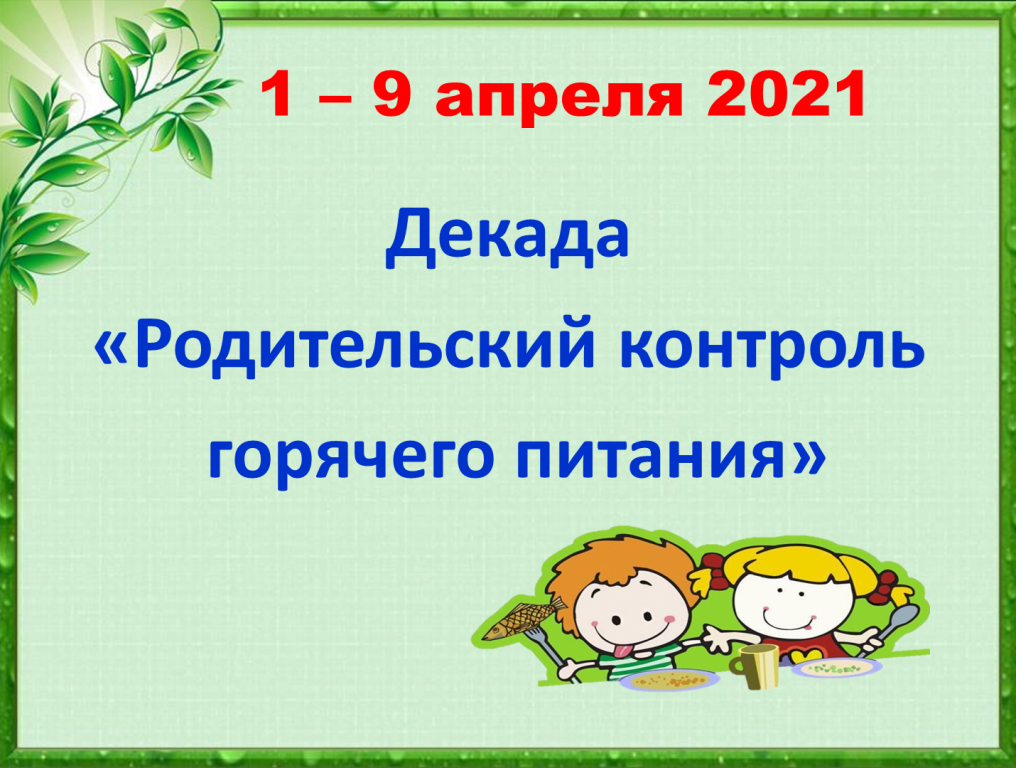 1 – 9 апреля 2021
Декада
«Родительский контроль
горячего питания»